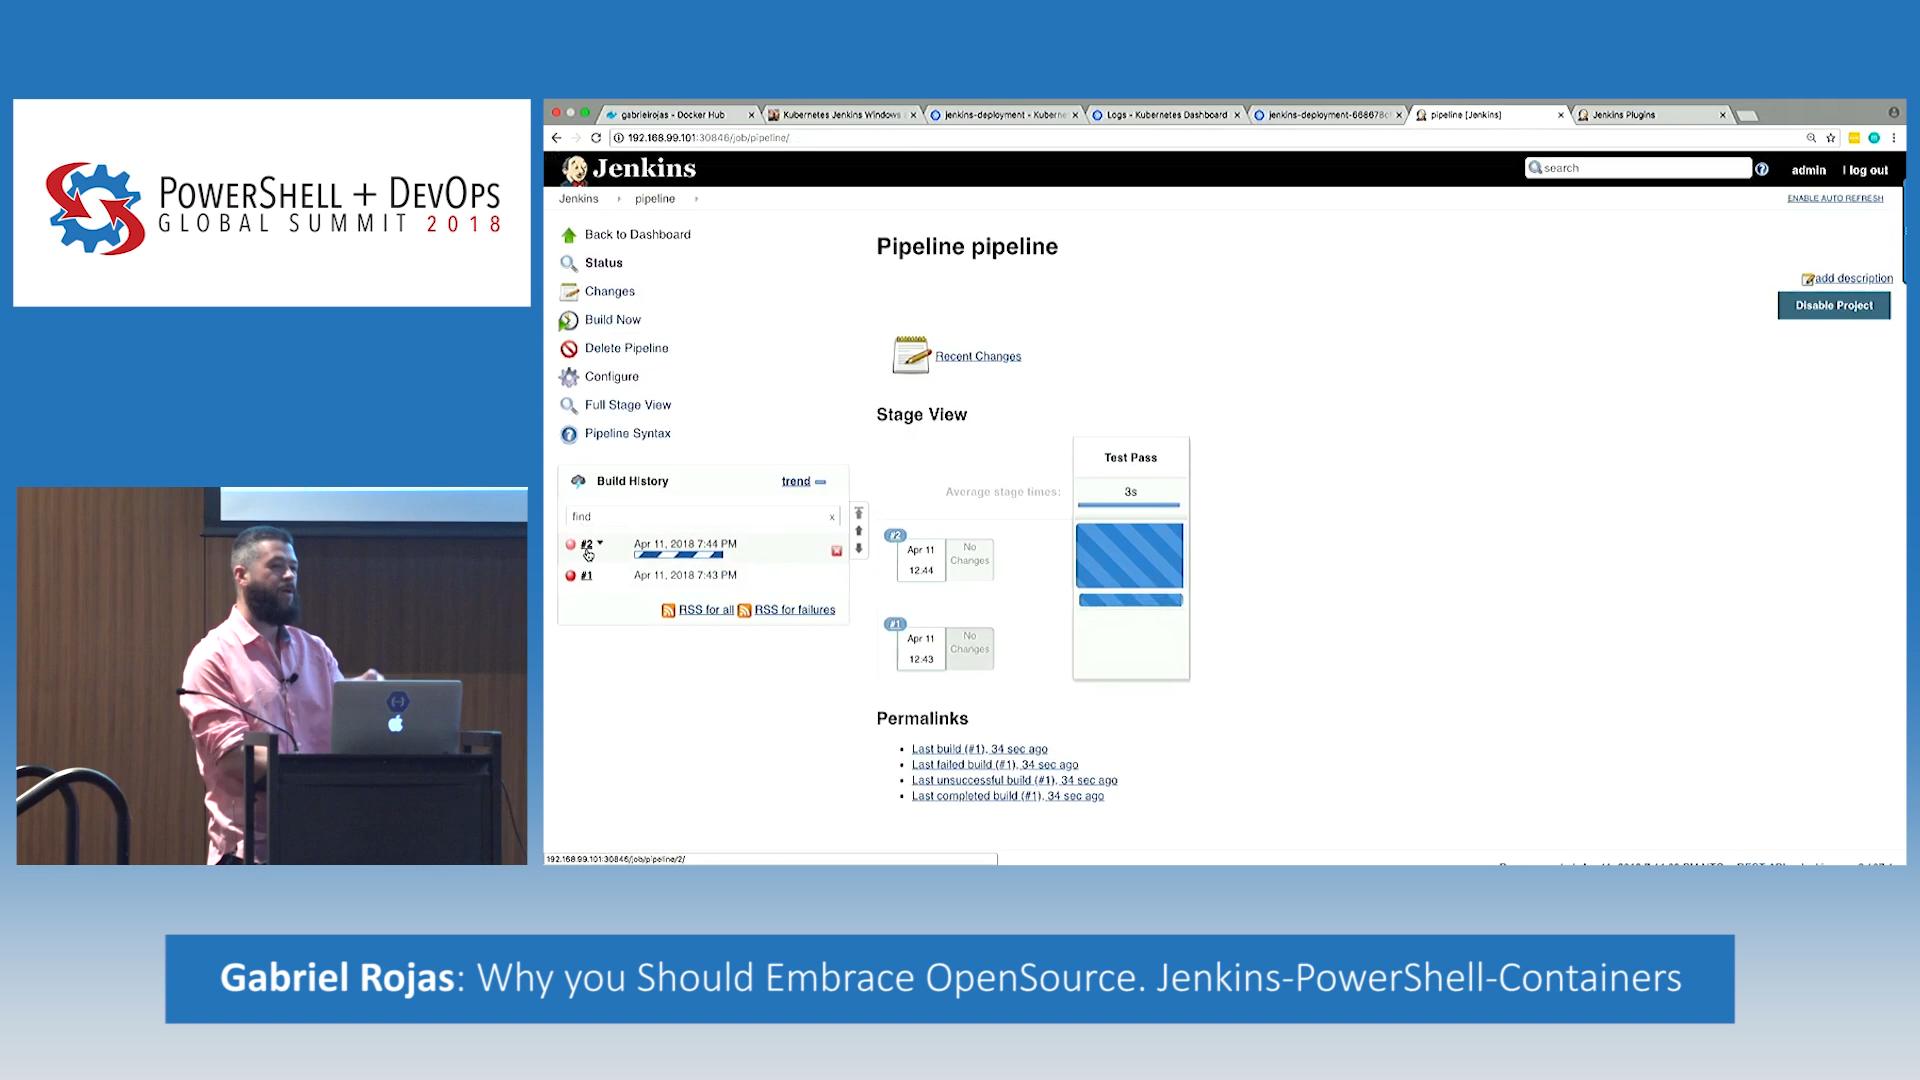 POWERSHELL + DEVOPS
GLOBAL SUMMIT 2018
gabrielrojas - Docker Hub
Kubernetes Jenkins Windows
jenkins-deployment - Kuberne
Logs - Kubernetes Dashboard
jenkins-deployment-668678c
pipeline [Jenkins]
Jenkins Plugins
192.168.99.101:30846/job/pipeline/
Jenkins
search
admin
log out
Jenkins
pipeline
ENABLE AUTO REFRESH
Back to Dashboard
Status
Changes
Build Now
Delete Pipeline
Configure
Full Stage View
Pipeline Syntax
Build History
trend
find
x
#2
Apr 11, 2018 7:44 PM
#1
Apr 11, 2018 7:43 PM
RSS for all
RSS for failures
Pipeline pipeline
add description
Disable Project
Recent Changes
Stage View
Test Pass
Average stage times:
3s
#2
Apr 11
12:44
No
Changes
#1
Apr 11
12:43
No
Changes
Permalinks
Last build (#1), 34 sec ago
Last failed build (#1), 34 sec ago
Last unsuccessful build (#1), 34 sec ago
Last completed build (#1), 34 sec ago
192.168.99.101:30846/job/pipeline/2/
Gabriel Rojas: Why you Should Embrace OpenSource. Jenkins-PowerShell-Containers